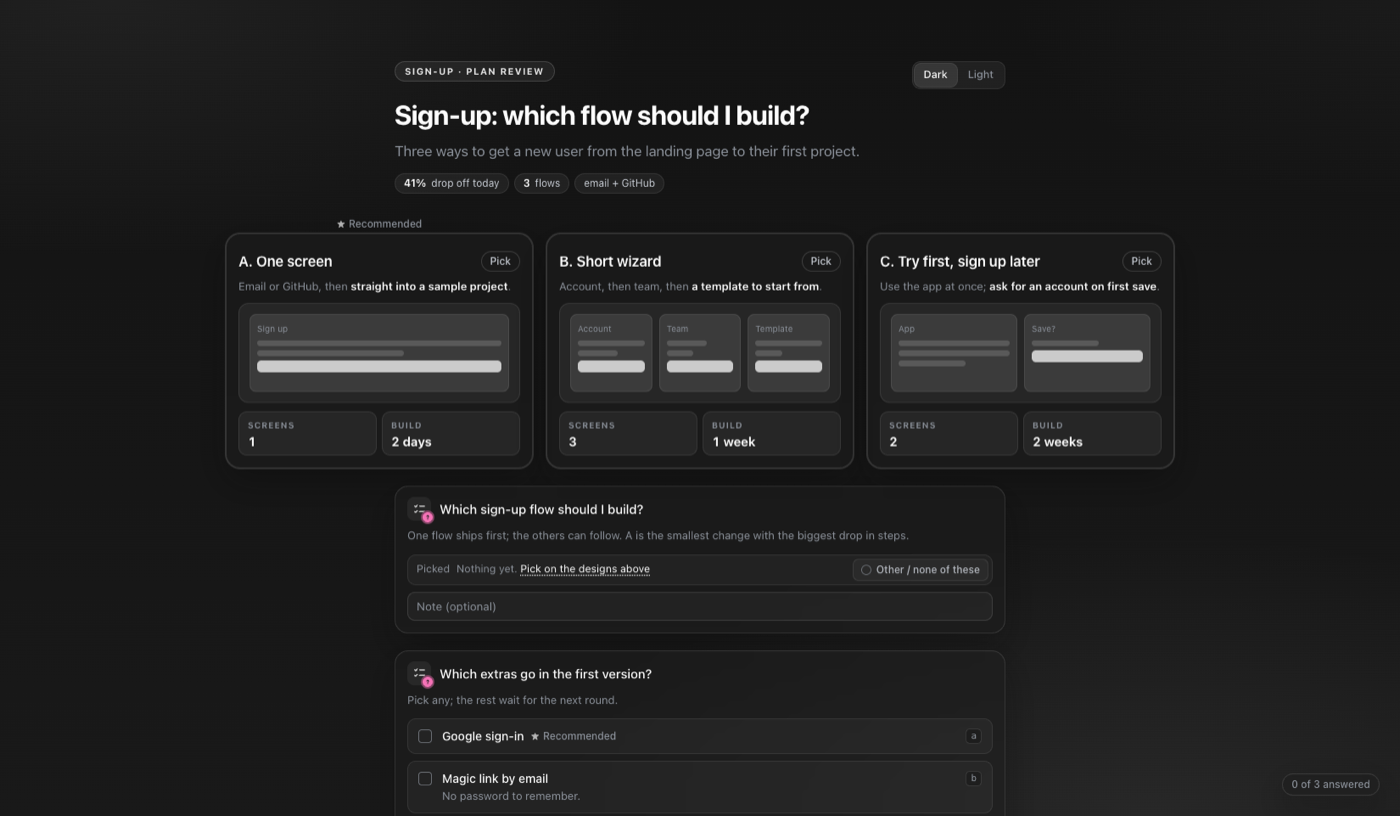 SIGN-UP · PLAN REVIEW
Dark
Light
Sign-up: which flow should I build?
Three ways to get a new user from the landing page to their first project.
41% drop off today
3 flows
email + GitHub
★ Recommended
A. One screen
Pick
Email or GitHub, then straight into a sample project.
Sign up
SCREENS
1
BUILD
2 days
B. Short wizard
Pick
Account, then team, then a template to start from.
Account
Team
Template
SCREENS
3
BUILD
1 week
C. Try first, sign up later
Pick
Use the app at once; ask for an account on first save.
App
Save?
SCREENS
2
BUILD
2 weeks
Which sign-up flow should I build?
One flow ships first; the others can follow. A is the smallest change with the biggest drop in steps.
Picked Nothing yet. Pick on the designs above
Other / none of these
Note (optional)
Which extras go in the first version?
Pick any; the rest wait for the next round.
Google sign-in ★ Recommended
a
Magic link by email
b
No password to remember.
0 of 3 answered